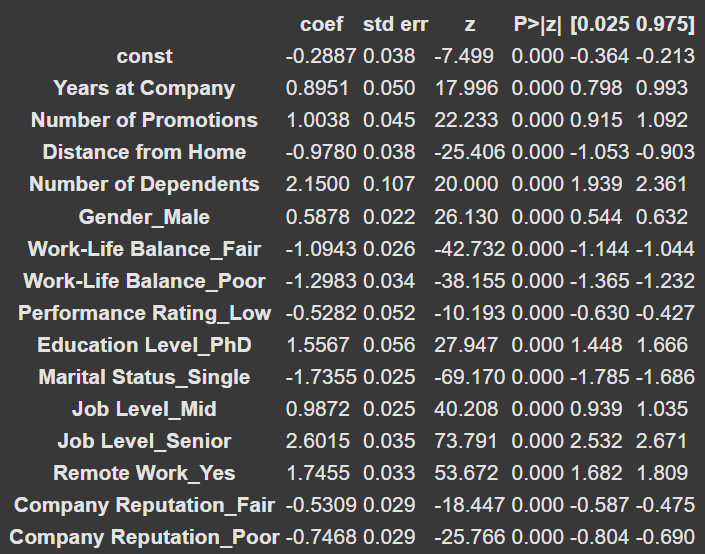 coef std err z P>|z| [0.025 0.975]
const -0.2887 0.038 -7.499 0.000 -0.364 -0.213
Years at Company 0.8951 0.050 17.996 0.000 0.798 0.993
Number of Promotions 1.0038 0.045 22.233 0.000 0.915 1.092
Distance from Home -0.9780 0.038 -25.406 0.000 -1.053 -0.903
Number of Dependents 2.1500 0.107 20.000 0.000 1.939 2.361
Gender_Male 0.5878 0.022 26.130 0.000 0.544 0.632
Work-Life Balance_Fair -1.0943 0.026 -42.732 0.000 -1.144 -1.044
Work-Life Balance_Poor -1.2983 0.034 -38.155 0.000 -1.365 -1.232
Performance Rating_Low -0.5282 0.052 -10.193 0.000 -0.630 -0.427
Education Level_PhD 1.5567 0.056 27.947 0.000 1.448 1.666
Marital Status_Single -1.7355 0.025 -69.170 0.000 -1.785 -1.686
Job Level_Mid 0.9872 0.025 40.208 0.000 0.939 1.035
Job Level_Senior 2.6015 0.035 73.791 0.000 2.532 2.671
Remote Work_Yes 1.7455 0.033 53.672 0.000 1.682 1.809
Company Reputation_Fair -0.5309 0.029 -18.447 0.000 -0.587 -0.475
Company Reputation_Poor -0.7468 0.029 -25.766 0.000 -0.804 -0.690